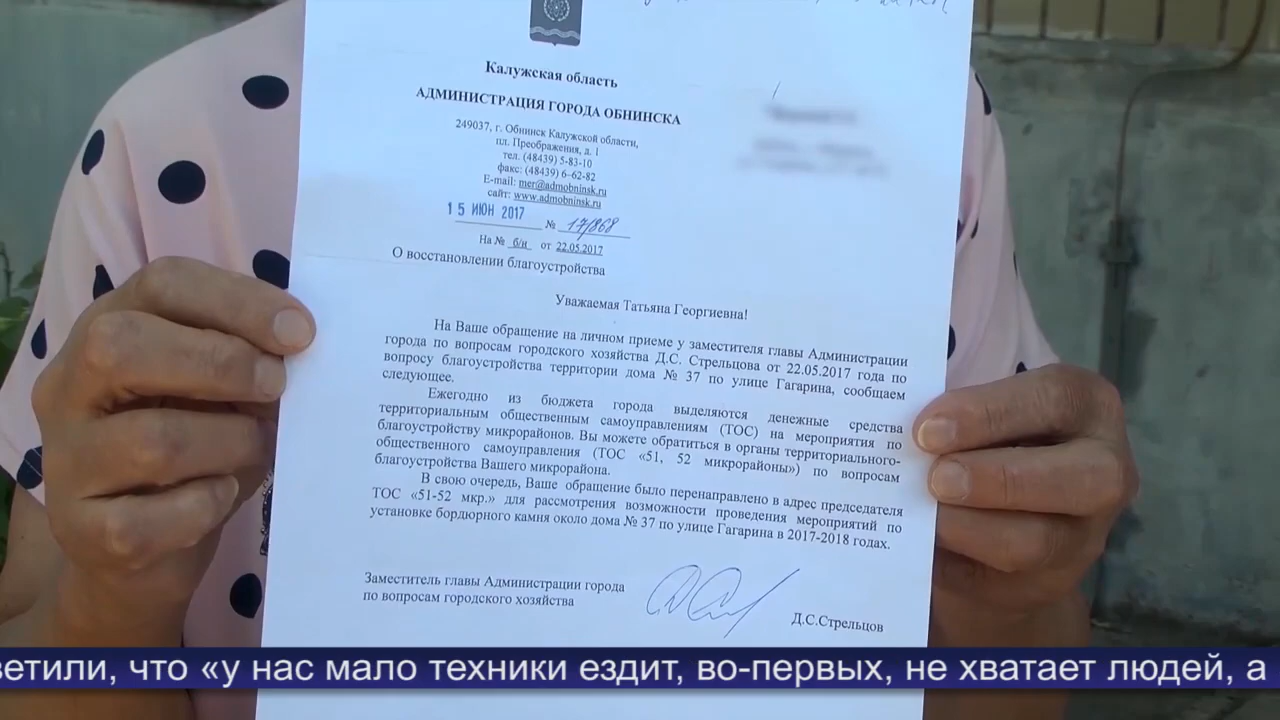 Калужская область
АДМИНИСТРАЦИЯ ГОРОДА ОБНИНСКА
249037, г. Обнинск Калужской области,
пл. Преображения, д. 1
тел. (48439) 5-83-10
факс: (48439) 6-62-82
E-mail: mer@admobninsk.ru
сайт: www.admobninsk.ru
15 ИЮН 2017 № 17/868
На № б/н от 22.05.2017
О восстановлении благоустройства
Уважаемая Татьяна Георгиевна!
На Ваше обращение на личном приеме у заместителя главы Администрации
города по вопросам городского хозяйства Д.С. Стрельцова от 22.05.2017 года по
вопросу благоустройства территории дома № 37 по улице Гагарина, сообщаем
следующее.
Ежегодно из бюджета города выделяются денежные средства
территориальным общественным самоуправлениям (ТОС) на мероприятия по
благоустройству микрорайонов. Вы можете обратиться в органы территориального-
общественного самоуправления (ТОС «51, 52 микрорайоны») по вопросам
благоустройства Вашего микрорайона.
В свою очередь, Ваше обращение было перенаправлено в адрес председателя
ТОС «51-52 мкр.» для рассмотрения возможности проведения мероприятий по
установке бордюрного камня около дома № 37 по улице Гагарина в 2017-2018 годах.
Заместитель главы Администрации города
по вопросам городского хозяйства
Д.С.Стрельцов
ветили, что «у нас мало техники ездит, во-первых, не хватает людей, а